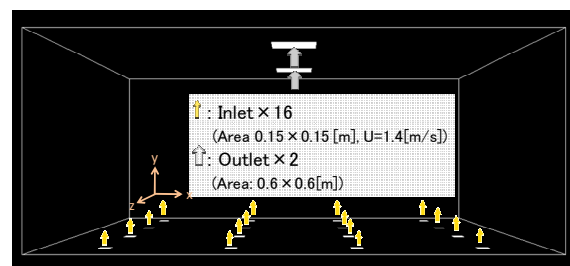 : Inlet×16
(Area 0.15×0.15 [m], U=1.4[m/s])
: Outlet×2
(Area: 0.6×0.6[m])
y
x
z